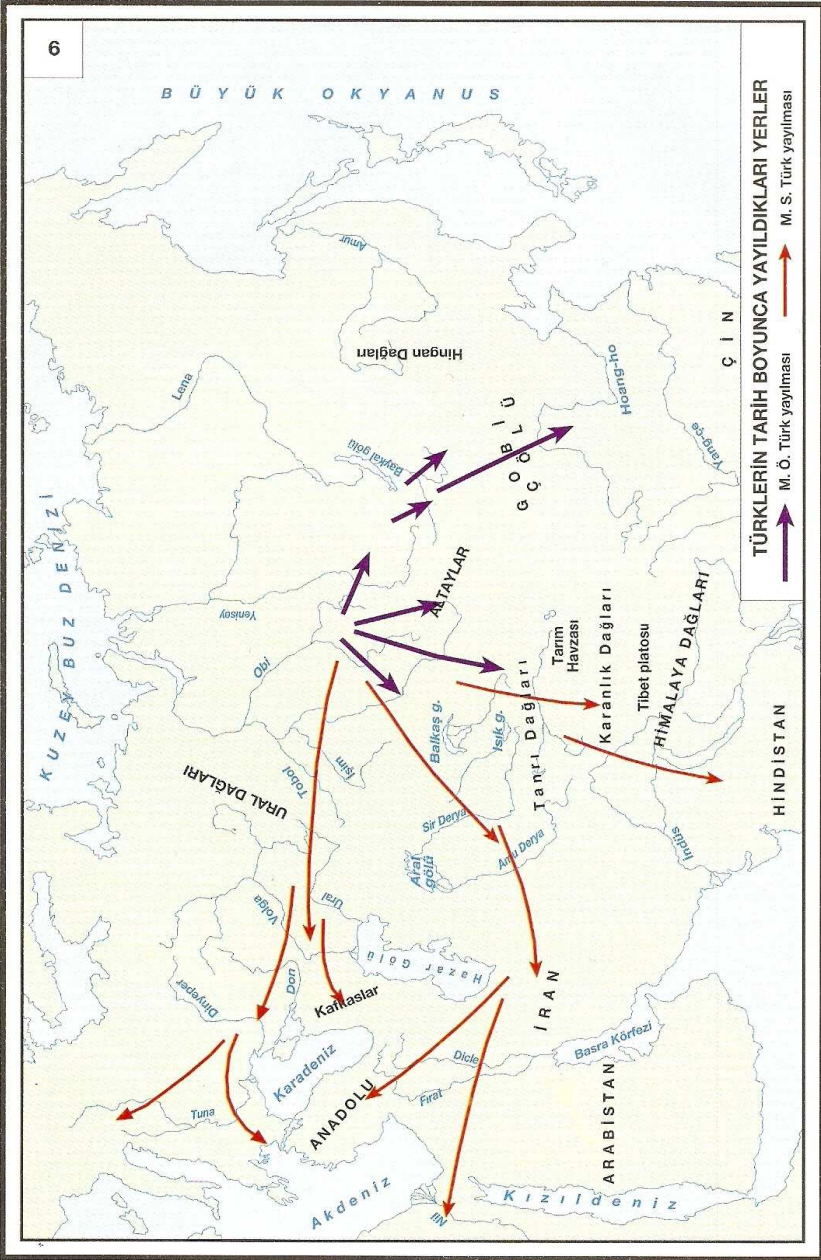 6
BÜYÜK OKYANUS
KUZEY BUZ DENİZİ
Lena
Amur
Hingan Dağları
Baykal gölü
GOBİ
ÇÖLÜ
Hoang-ho
Yang-çe
ÇİN
Yenisey
Obi
ALTAYLAR
URAL DAĞLARI
Tobol
İşim
Balkaş g.
Isık g.
Tanrı Dağları
Tarım
Havzası
Karanlık Dağları
Tibet platosu
HİMALAYA DAĞLARI
HİNDİSTAN
İndüs
Sir Derya
Amu Derya
Aral
gölü
Volga
Ural
Hazar Gölü
Don
Dinyeper
Kafkaslar
Karadeniz
Tuna
ANADOLU
Dicle
Fırat
İRAN
Basra Körfezi
ARABİSTAN
Akdeniz
Nil
Kızıldeniz
TÜRKLERİN TARİH BOYUNCA YAYILDIKLARI YERLER
M. Ö. Türk yayılması
M. S. Türk yayılması